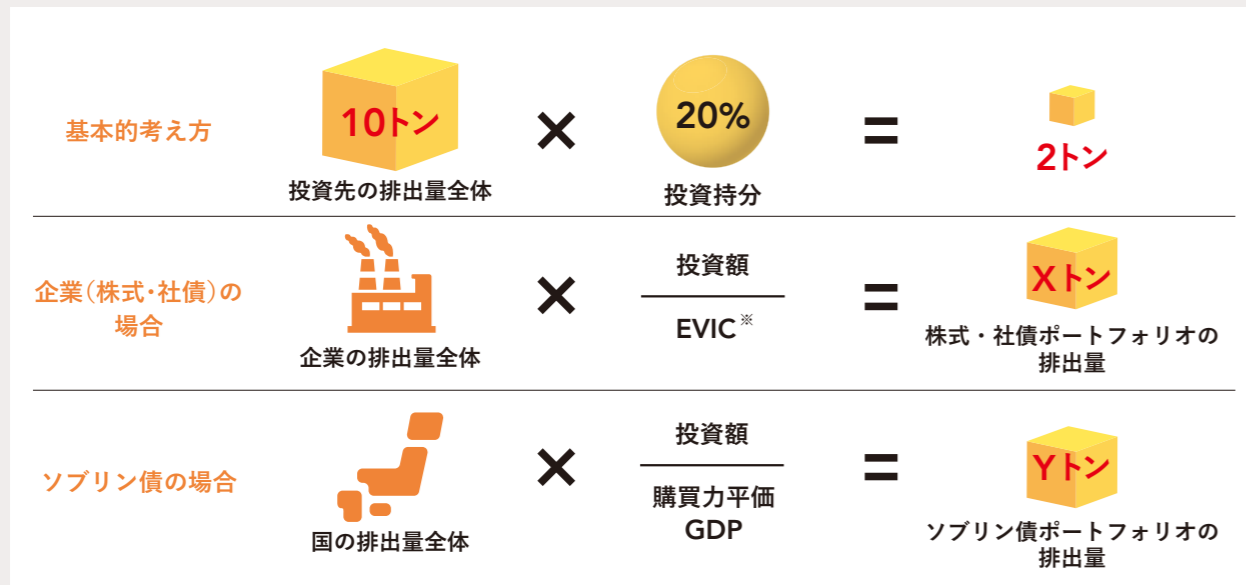 基本的考え方
10トン
投資先の排出量全体
×
20%
投資持分
=
2トン
企業(株式・社債)の
場合
企業の排出量全体
×
投資額
EVIC※
=
Xトン
株式・社債ポートフォリオの
排出量
ソブリン債の場合
国の排出量全体
×
投資額
購買力平価
GDP
=
Yトン
ソブリン債ポートフォリオの
排出量